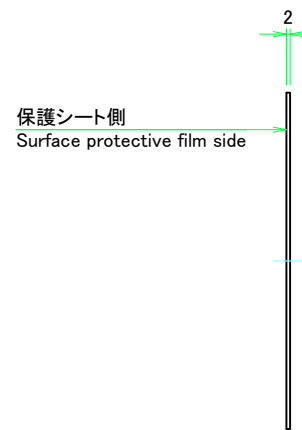 2
保護シート側
Surface protective film side